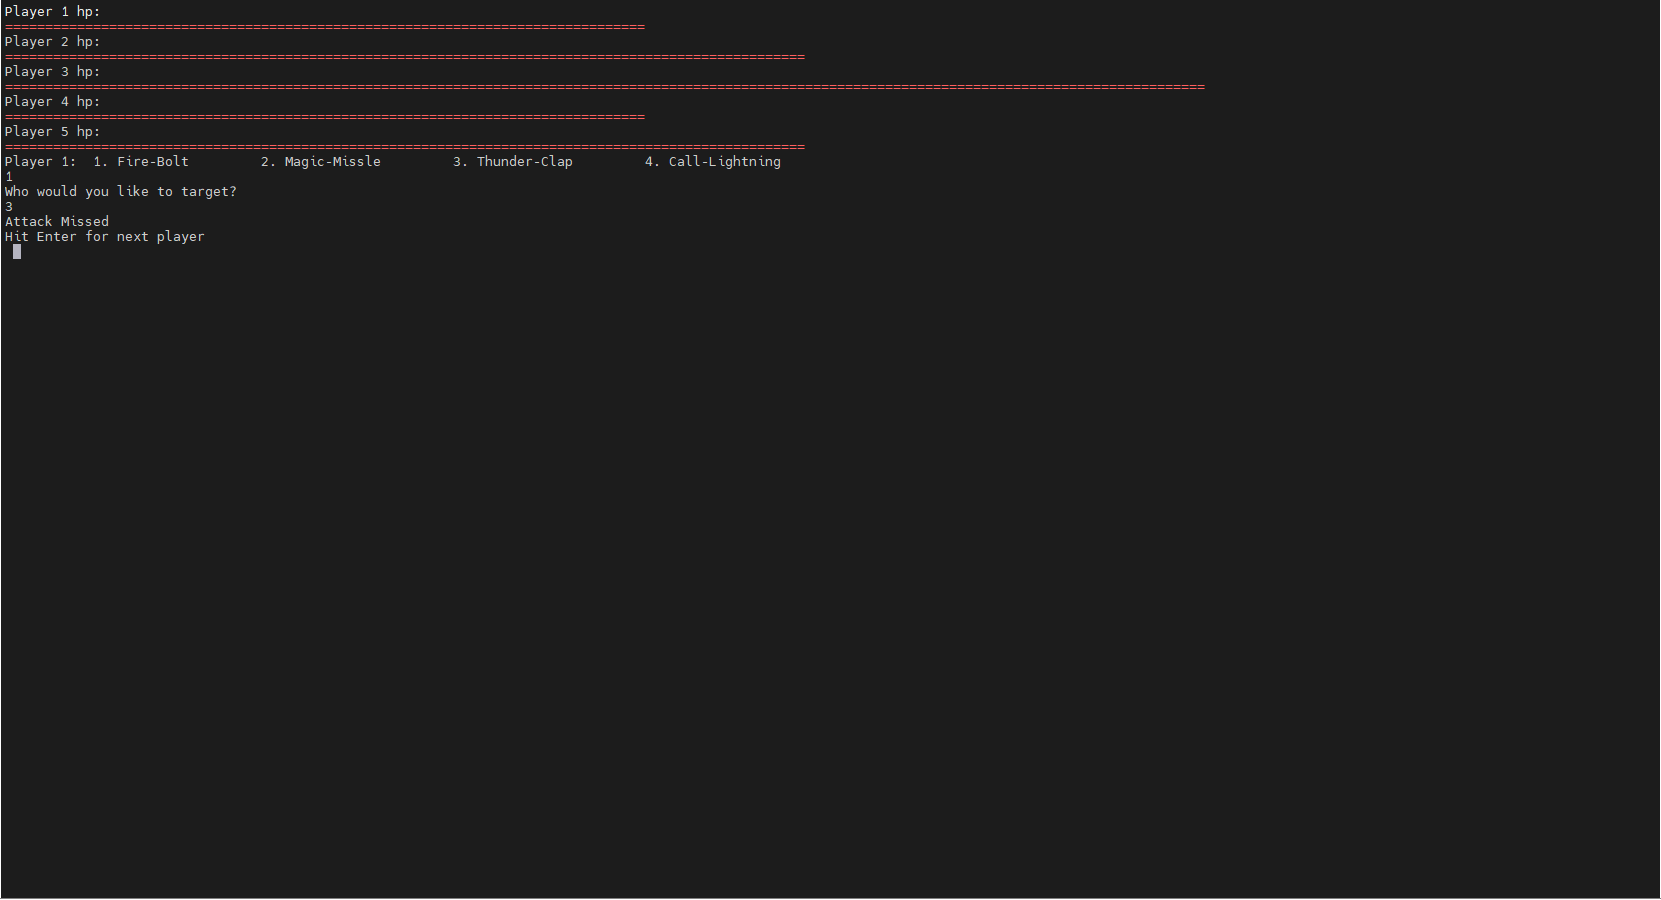 Player 1 hp:
================================================================================
Player 2 hp:
====================================================================================================
Player 3 hp:
======================================================================================================================================================
Player 4 hp:
================================================================================
Player 5 hp:
====================================================================================================
Player 1:  1. Fire-Bolt         2. Magic-Missle         3. Thunder-Clap         4. Call-Lightning
1
Who would you like to target?
3
Attack Missed
Hit Enter for next player